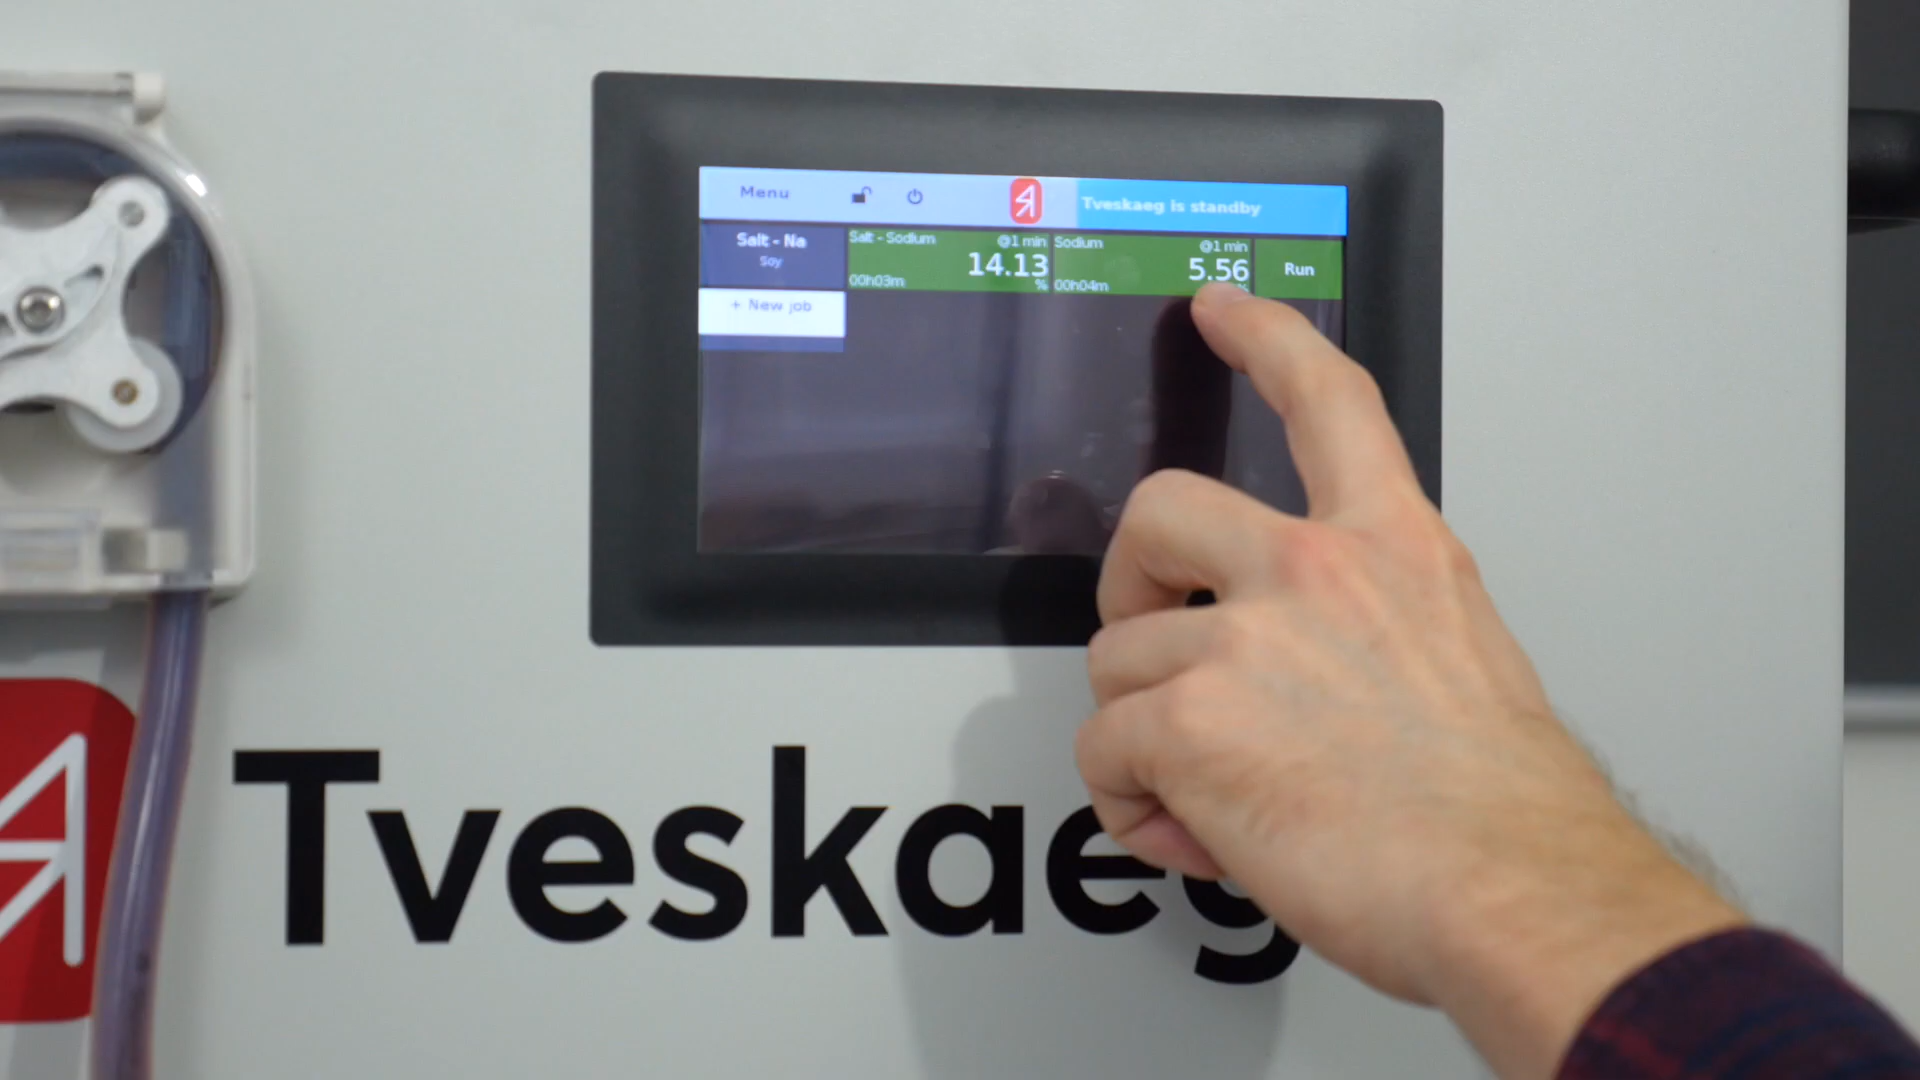 Menu
Tveskaeg is standby
Salt - Na
Soy
Salt - Sodium
@1 min
14.13
%
00h03m
Sodium
@1 min
5.56
%
00h04m
Run
+ New job
Tveskaeg